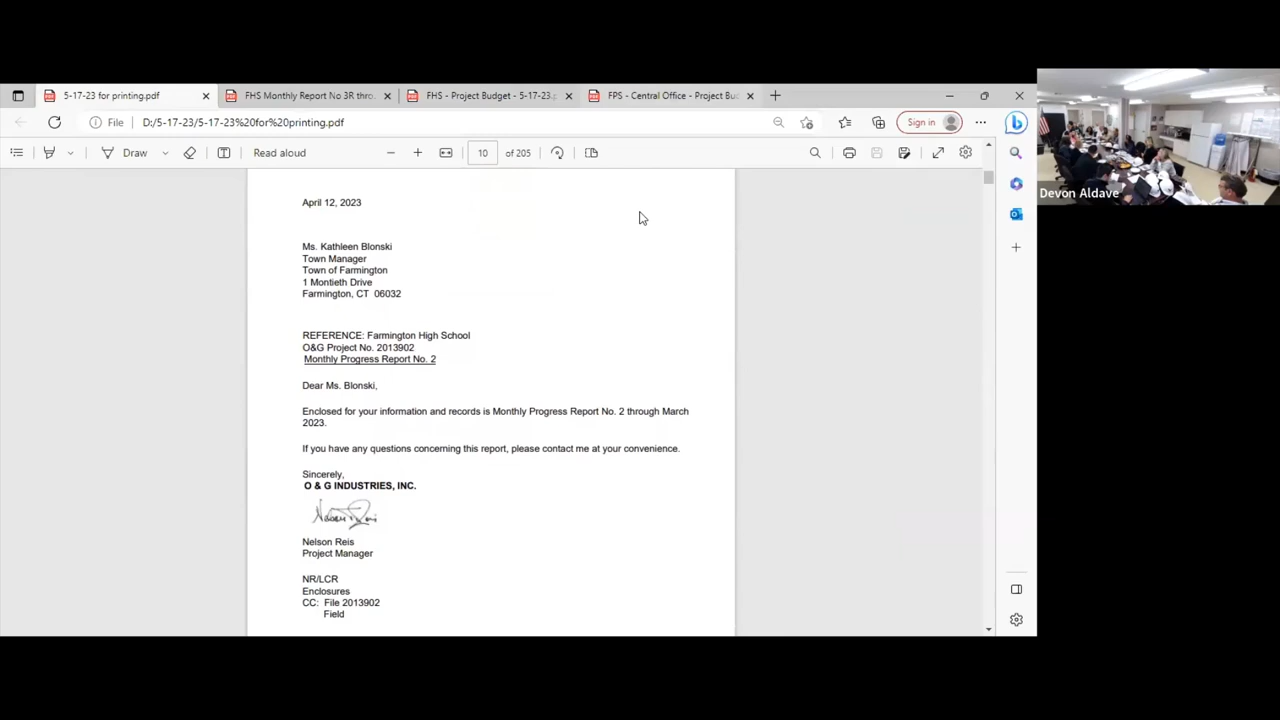 5-17-23 for printing.pdf
FHS Monthly Report No 3R thro
FHS - Project Budget - 5-17-23.p
FPS - Central Office - Project Bud
File D:/5-17-23/5-17-23%20for%20printing.pdf
Sign in
Draw
Read aloud
10 of 205
Devon Aldave
April 12, 2023
Ms. Kathleen Blonski
Town Manager
Town of Farmington
1 Montieth Drive
Farmington, CT 06032
REFERENCE: Farmington High School
O&G Project No. 2013902
Monthly Progress Report No. 2
Dear Ms. Blonski,
Enclosed for your information and records is Monthly Progress Report No. 2 through March
2023.
If you have any questions concerning this report, please contact me at your convenience.
Sincerely,
O & G INDUSTRIES, INC.
Nelson Reis
Nelson Reis
Project Manager
NR/LCR
Enclosures
CC: File 2013902
Field